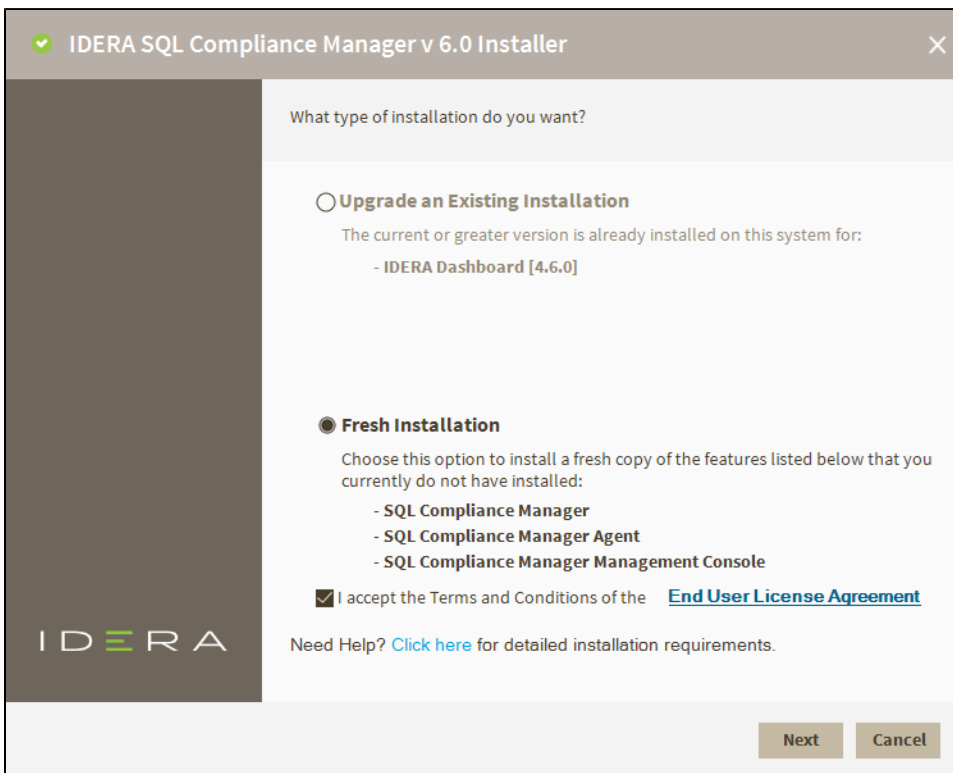 IDERA SQL Compliance Manager v 6.0 Installer
What type of installation do you want?
Upgrade an Existing Installation
The current or greater version is already installed on this system for:
- IDERA Dashboard [4.6.0]
Fresh Installation
Choose this option to install a fresh copy of the features listed below that you
currently do not have installed:
- SQL Compliance Manager
- SQL Compliance Manager Agent
- SQL Compliance Manager Management Console
I accept the Terms and Conditions of the End User License Agreement
IDERA
Need Help? Click here for detailed installation requirements.
Next Cancel